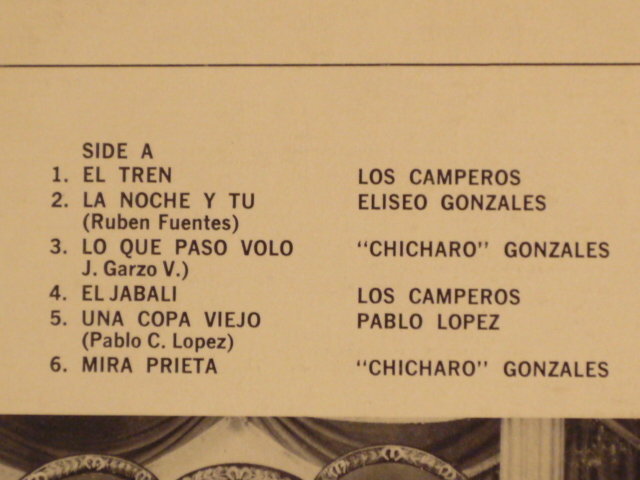 SIDE A
1. EL TREN LOS CAMPEROS
2. LA NOCHE Y TU ELISEO GONZALES
(Ruben Fuentes)
3. LO QUE PASO VOLO "CHICHARO" GONZALES
J. Garzo V.)
4. EL JABALI LOS CAMPEROS
5. UNA COPA VIEJO PABLO LOPEZ
(Pablo C. Lopez)
6. MIRA PRIETA "CHICHARO" GONZALES